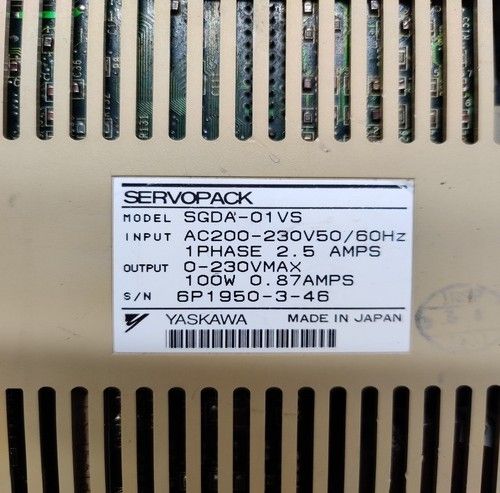 SERVOPACK
MODEL SGDA-01VS
INPUT AC200-230V50/60Hz
1PHASE 2.5 AMPS
OUTPUT 0-230VMAX
100W 0.87AMPS
S/N 6P1950-3-46
YASKAWA MADE IN JAPAN